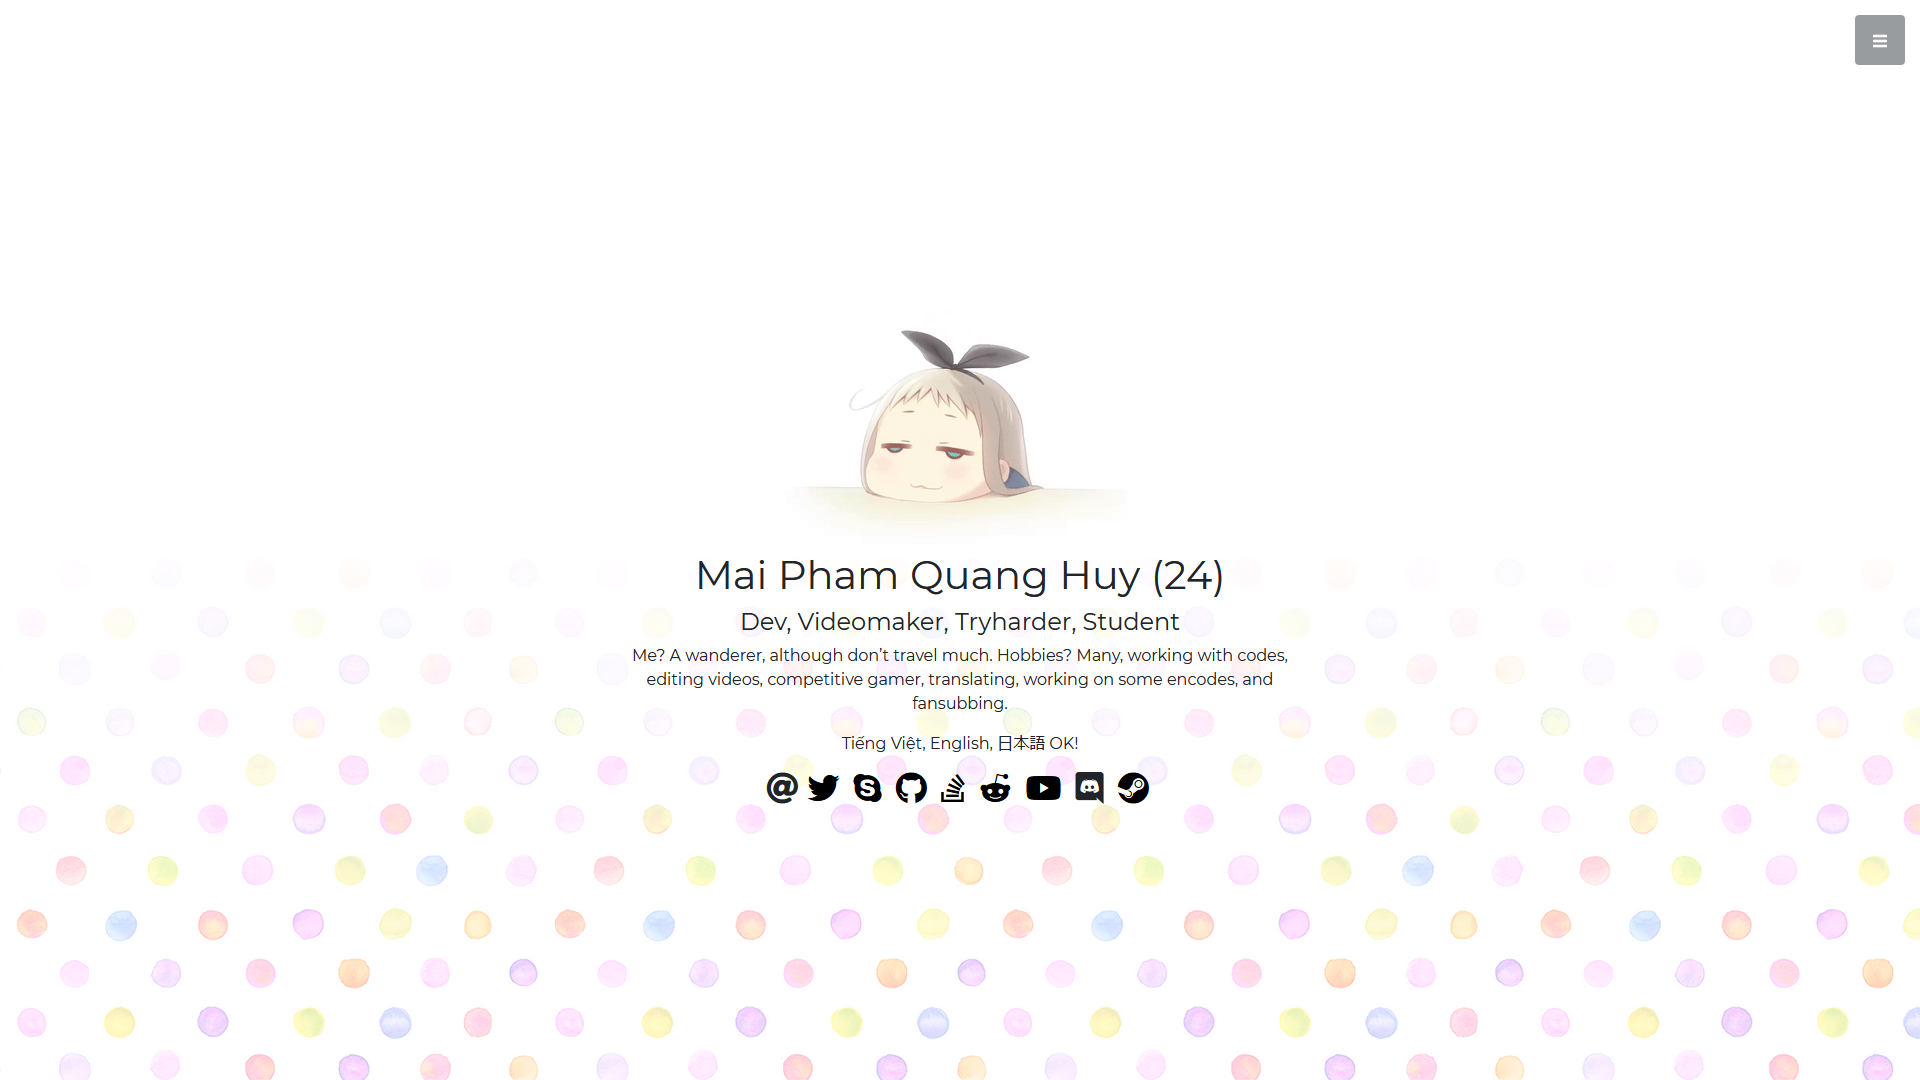 Mai Pham Quang Huy (24)
Dev, Videomaker, Tryharder, Student
Me? A wanderer, although don’t travel much. Hobbies? Many, working with codes,
editing videos, competitive gamer, translating, working on some encodes, and
fansubbing.
Tiếng Việt, English, 日本語 OK!